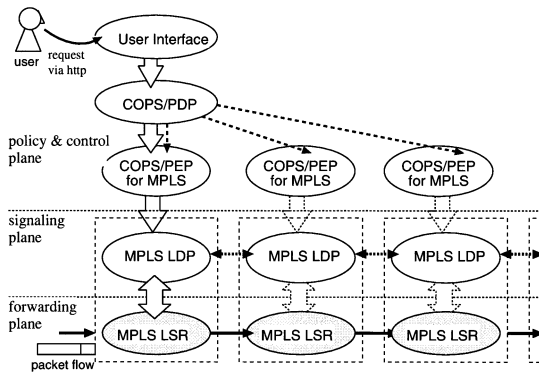 User Interface
user
request
via http
COPS/PDP
policy & control
plane
COPS/PEP
for MPLS
COPS/PEP
for MPLS
COPS/PEP
for MPLS
signaling
plane
MPLS LDP
MPLS LDP
MPLS LDP
forwarding
plane
MPLS LSR
MPLS LSR
MPLS LSR
packet flow